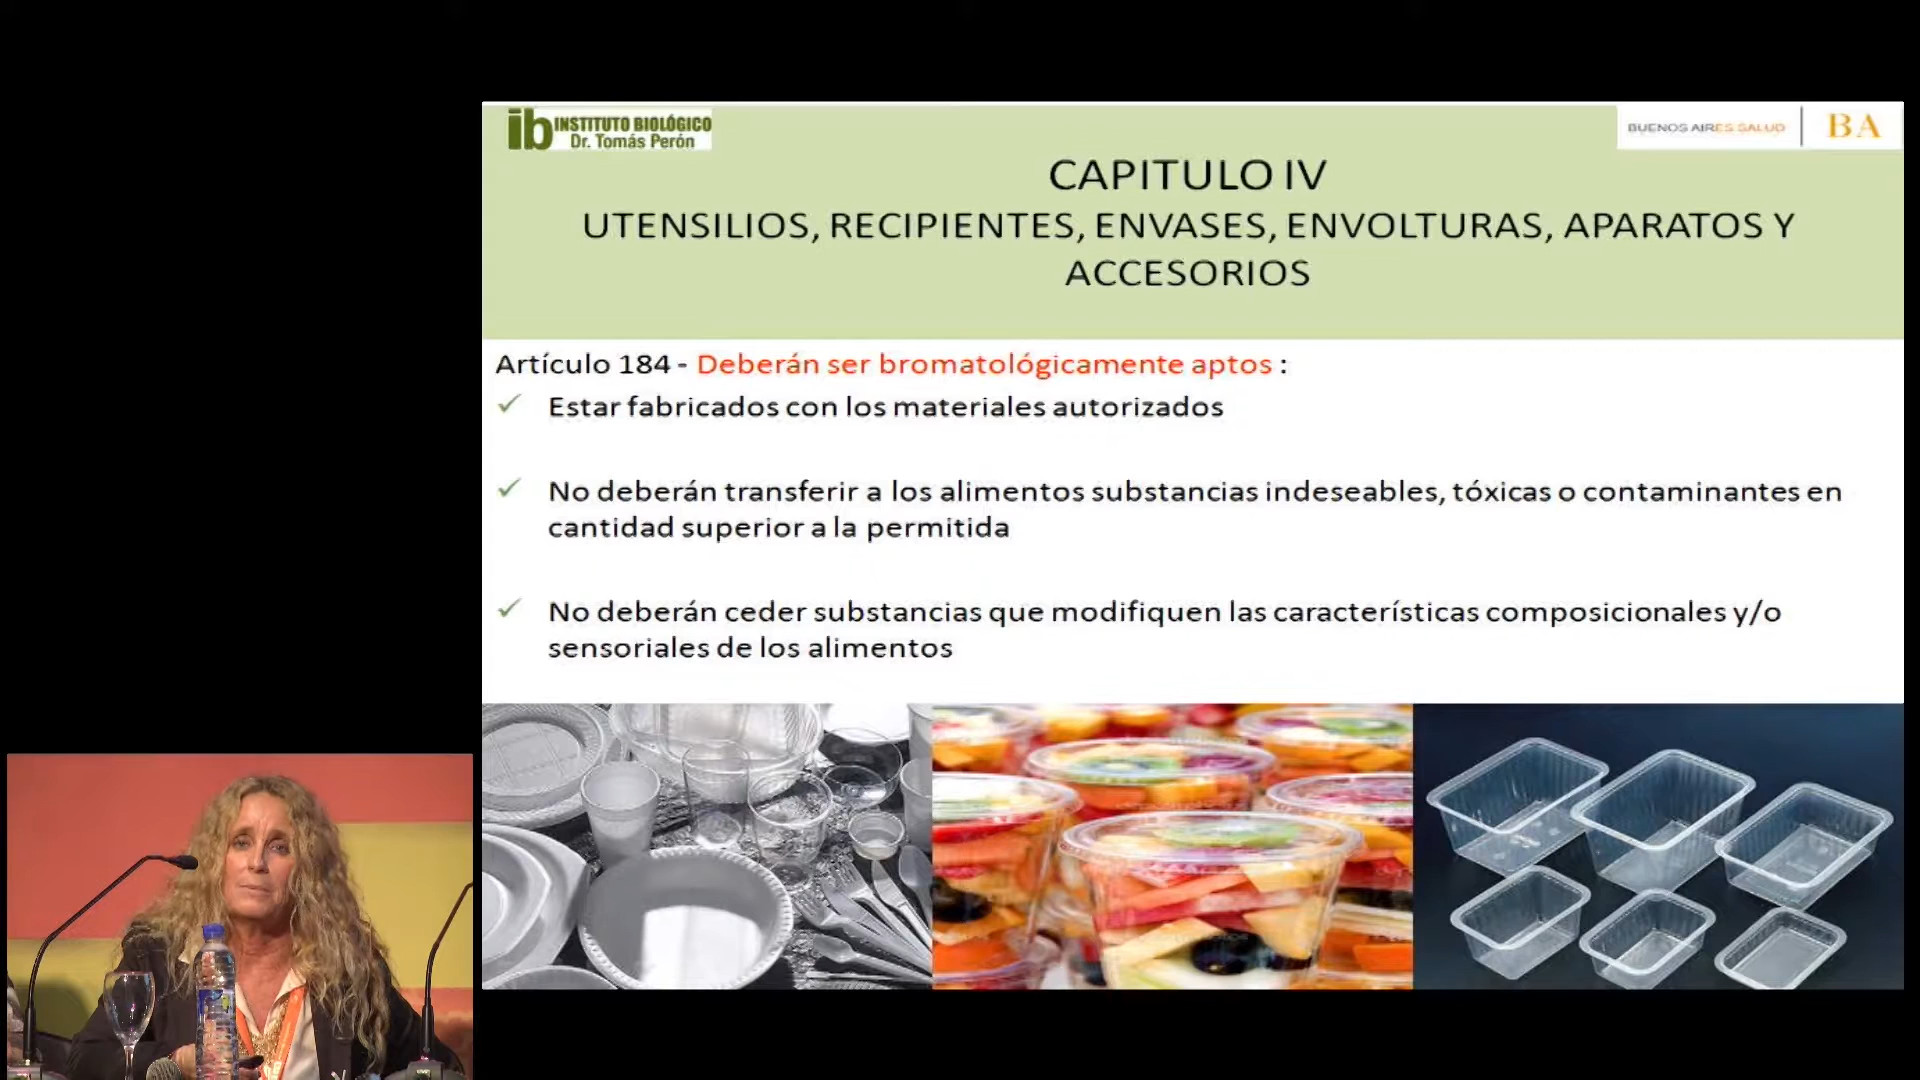 ib INSTITUTO BIOLÓGICO
Dr. Tomás Perón
BUENOS AIRES SALUD | BA
CAPITULO IV
UTENSILIOS, RECIPIENTES, ENVASES, ENVOLTURAS, APARATOS Y
ACCESORIOS
Artículo 184 - Deberán ser bromatológicamente aptos :
✓ Estar fabricados con los materiales autorizados
✓ No deberán transferir a los alimentos substancias indeseables, tóxicas o contaminantes en
cantidad superior a la permitida
✓ No deberán ceder substancias que modifiquen las características composicionales y/o
sensoriales de los alimentos